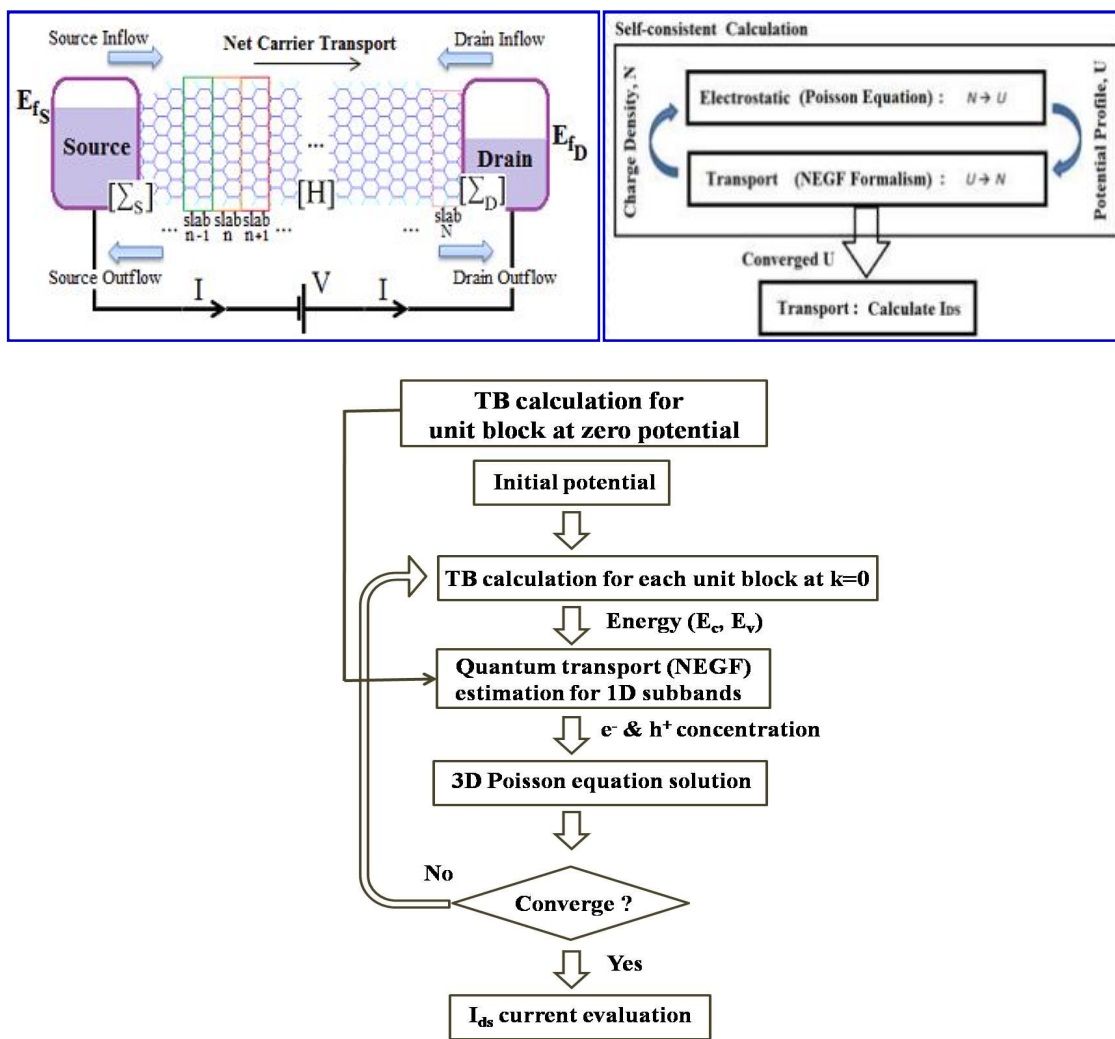 Source Inflow
Net Carrier Transport
Drain Inflow
E_fS
Source
...
Drain
E_fD
[∑_S]
[H]
[∑_D]
... slab n-1
slab n
slab n+1 ...
... slab N
Source Outflow
I
V
I
Drain Outflow
Self-consistent Calculation
Charge Density, N
Electrostatic (Poisson Equation) : N → U
Transport (NEGF Formalism) : U → N
Potential Profile, U
Converged U
Transport : Calculate IDS
TB calculation for
unit block at zero potential
Initial potential
TB calculation for each unit block at k=0
Energy (E_c, E_v)
Quantum transport (NEGF)
estimation for 1D subbands
e⁻ & h⁺ concentration
3D Poisson equation solution
No
Converge ?
Yes
I_ds current evaluation